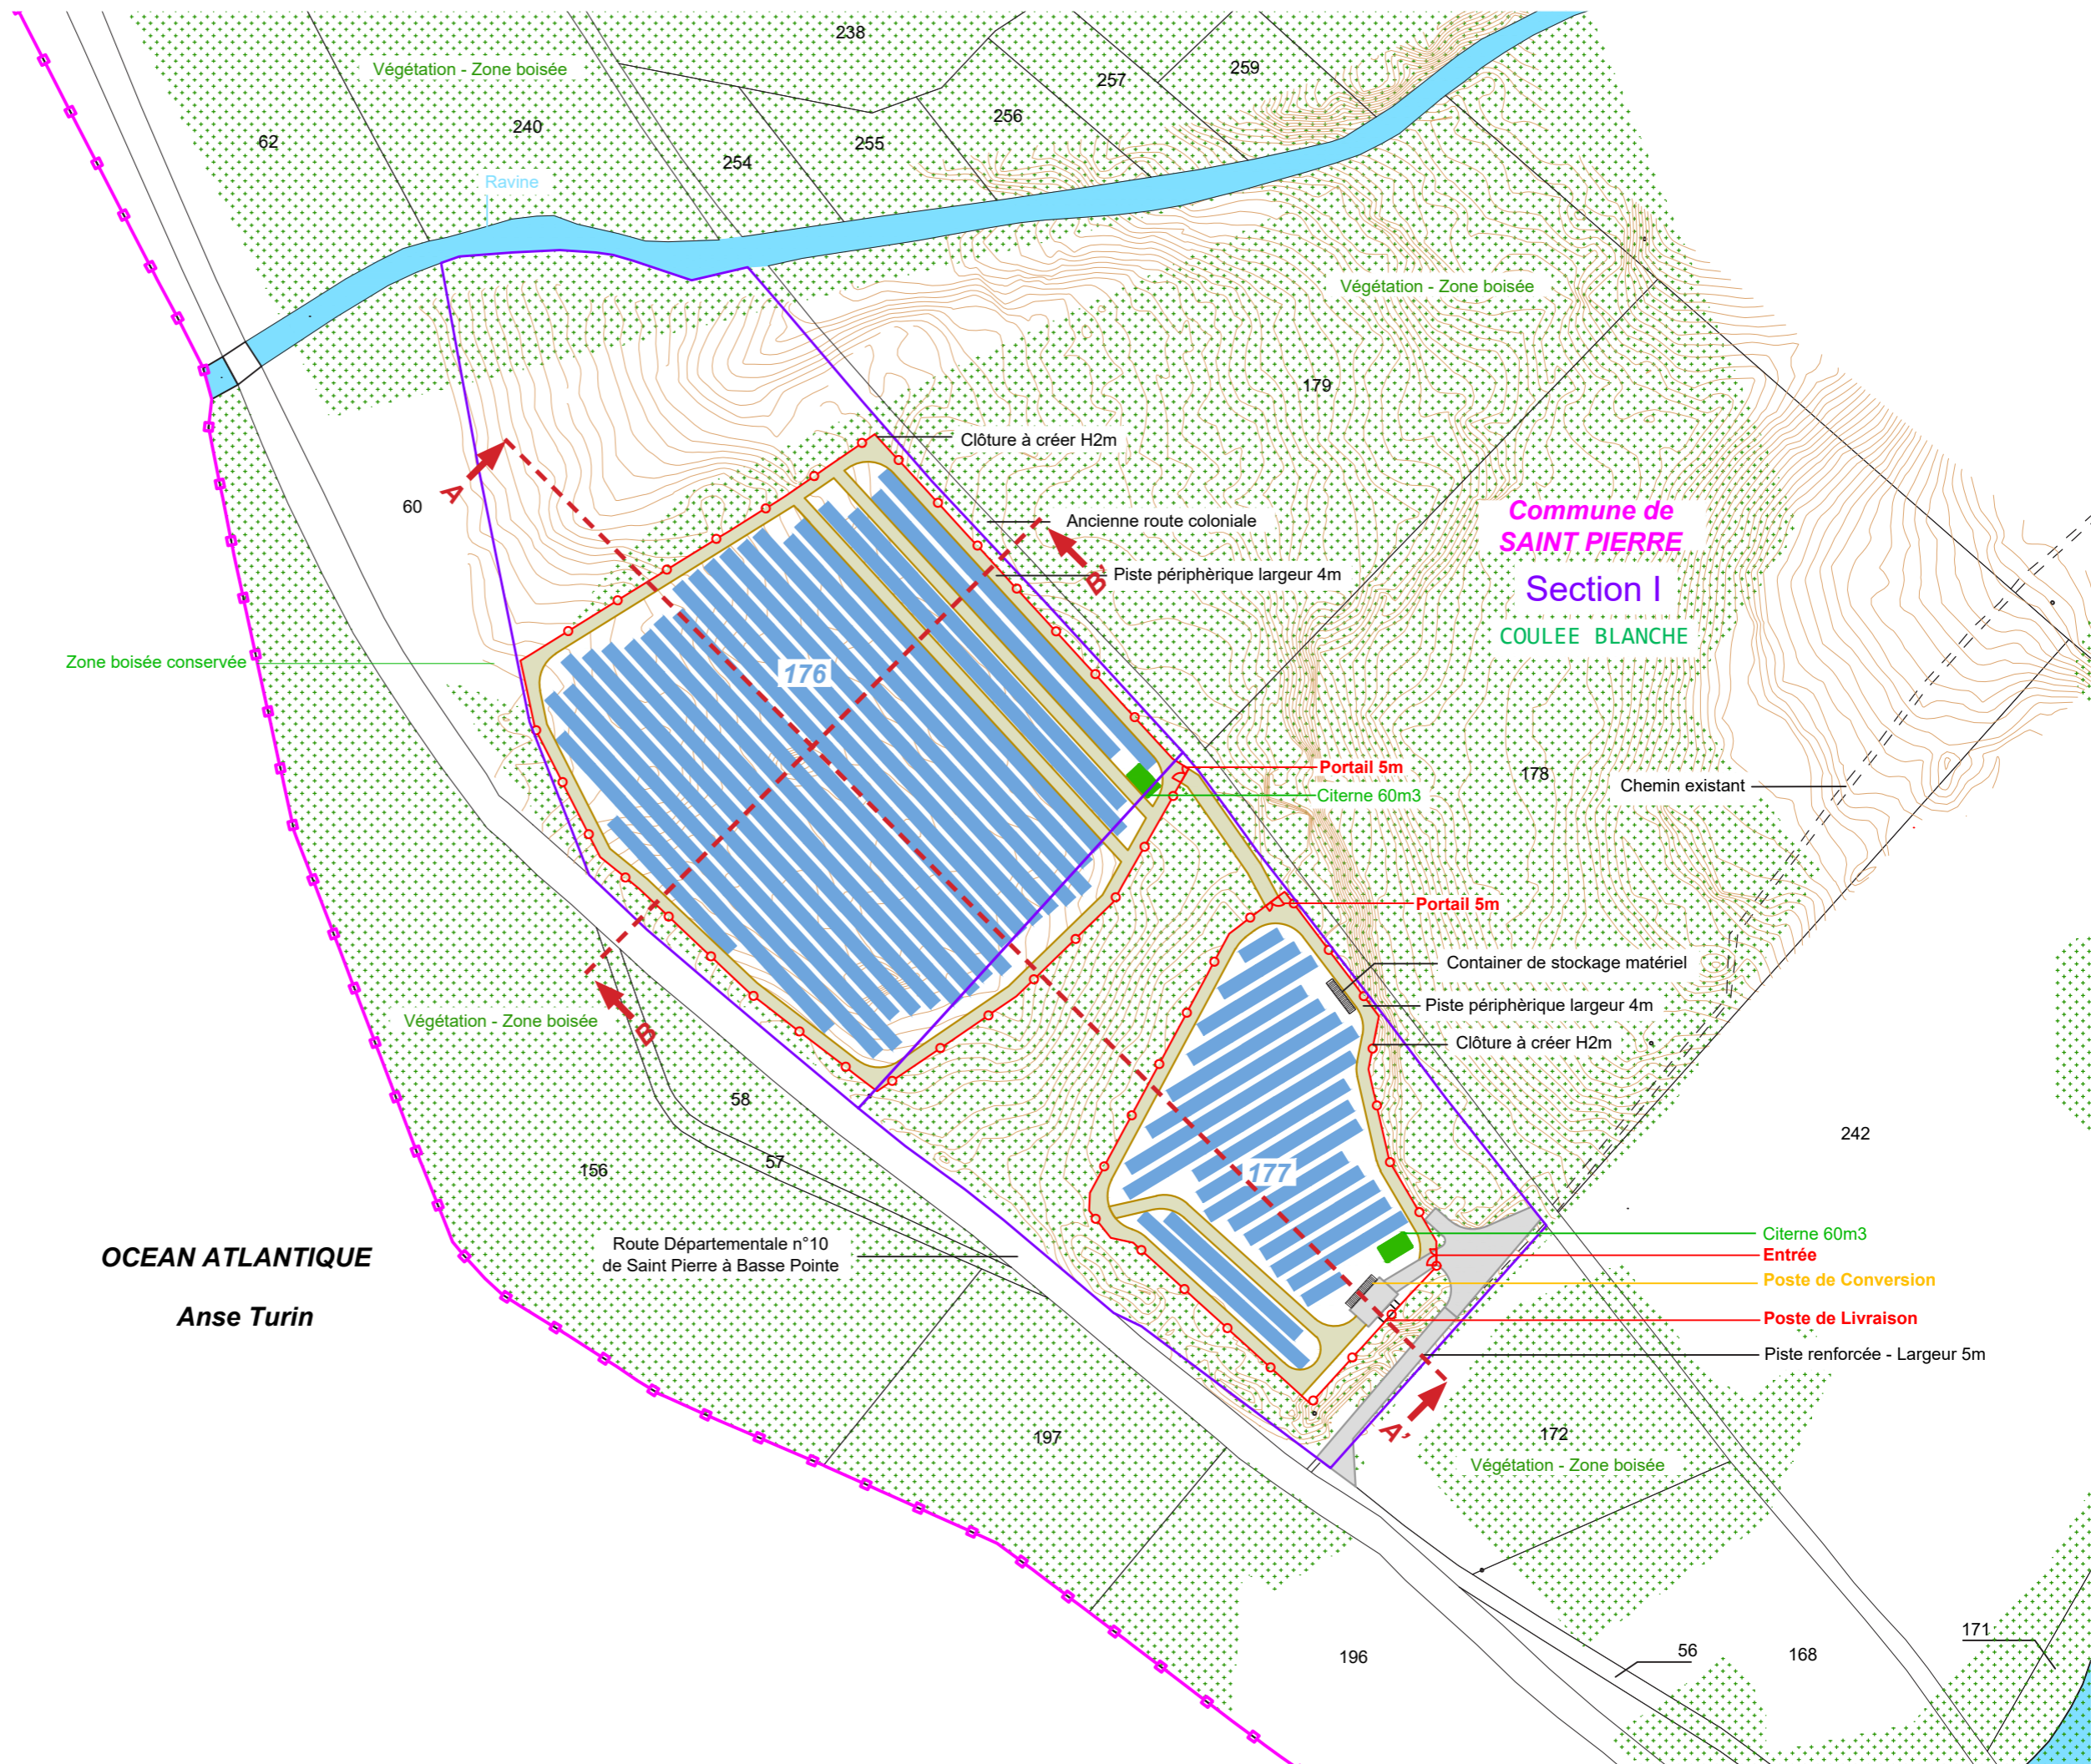 238
Végétation - Zone boisée
259
257
256
240
62
255
254
Ravine
Végétation - Zone boisée
179
Clôture à créer H2m
A
60
Ancienne route coloniale
Commune de
SAINT PIERRE
Section I
COULEE BLANCHE
Piste périphèrique largeur 4m
B'
Zone boisée conservée
176
Portail 5m
178
Citerne 60m3
Chemin existant
Portail 5m
Container de stockage matériel
Piste périphèrique largeur 4m
Végétation - Zone boisée
B
Clôture à créer H2m
58
242
57
156
177
Citerne 60m3
Route Départementale n°10
de Saint Pierre à Basse Pointe
OCEAN ATLANTIQUE
Entrée
Poste de Conversion
Anse Turin
Poste de Livraison
Piste renforcée - Largeur 5m
A'
197
172
Végétation - Zone boisée
171
56
168
196